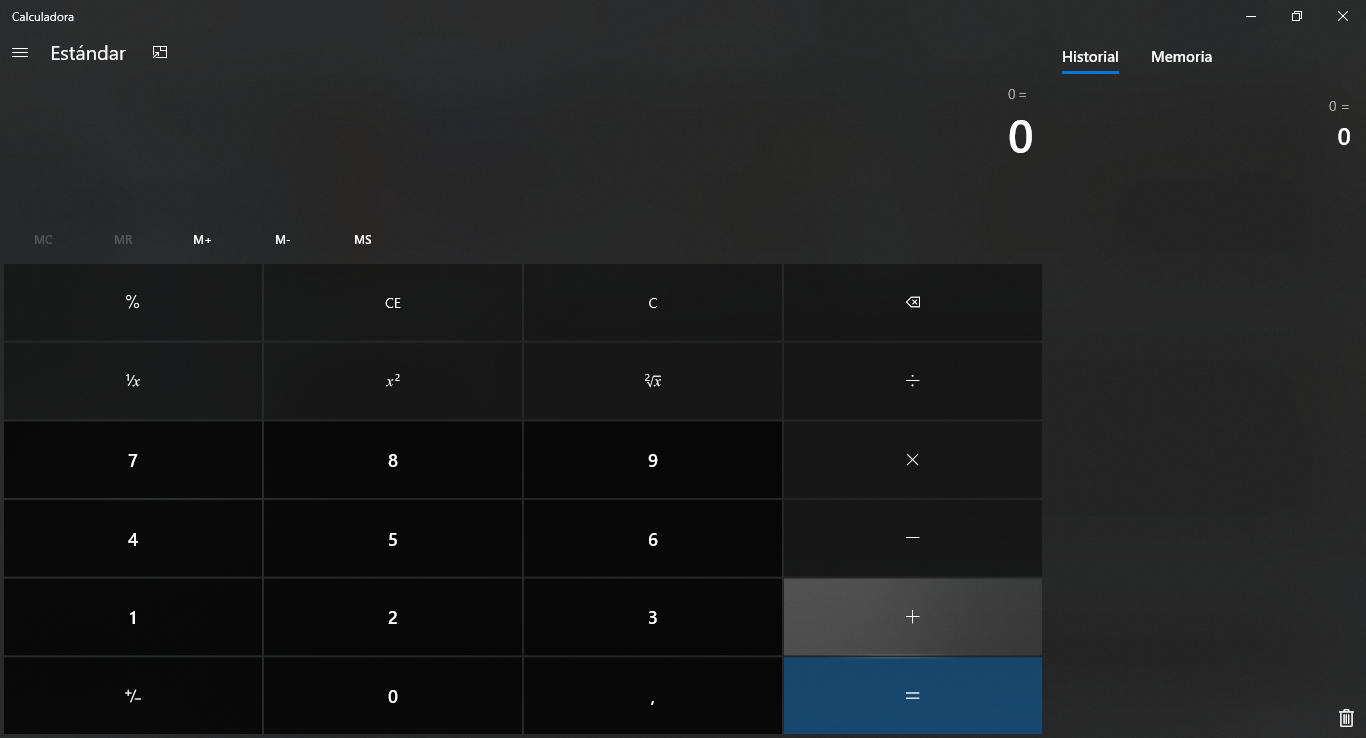 Calculadora
Estándar
Historial Memoria
0 =
0
0 =
0
MC MR M+ M- MS
% CE C
¹/x x² ²√x ÷
7 8 9 ×
4 5 6 −
1 2 3 +
+/− 0 , =